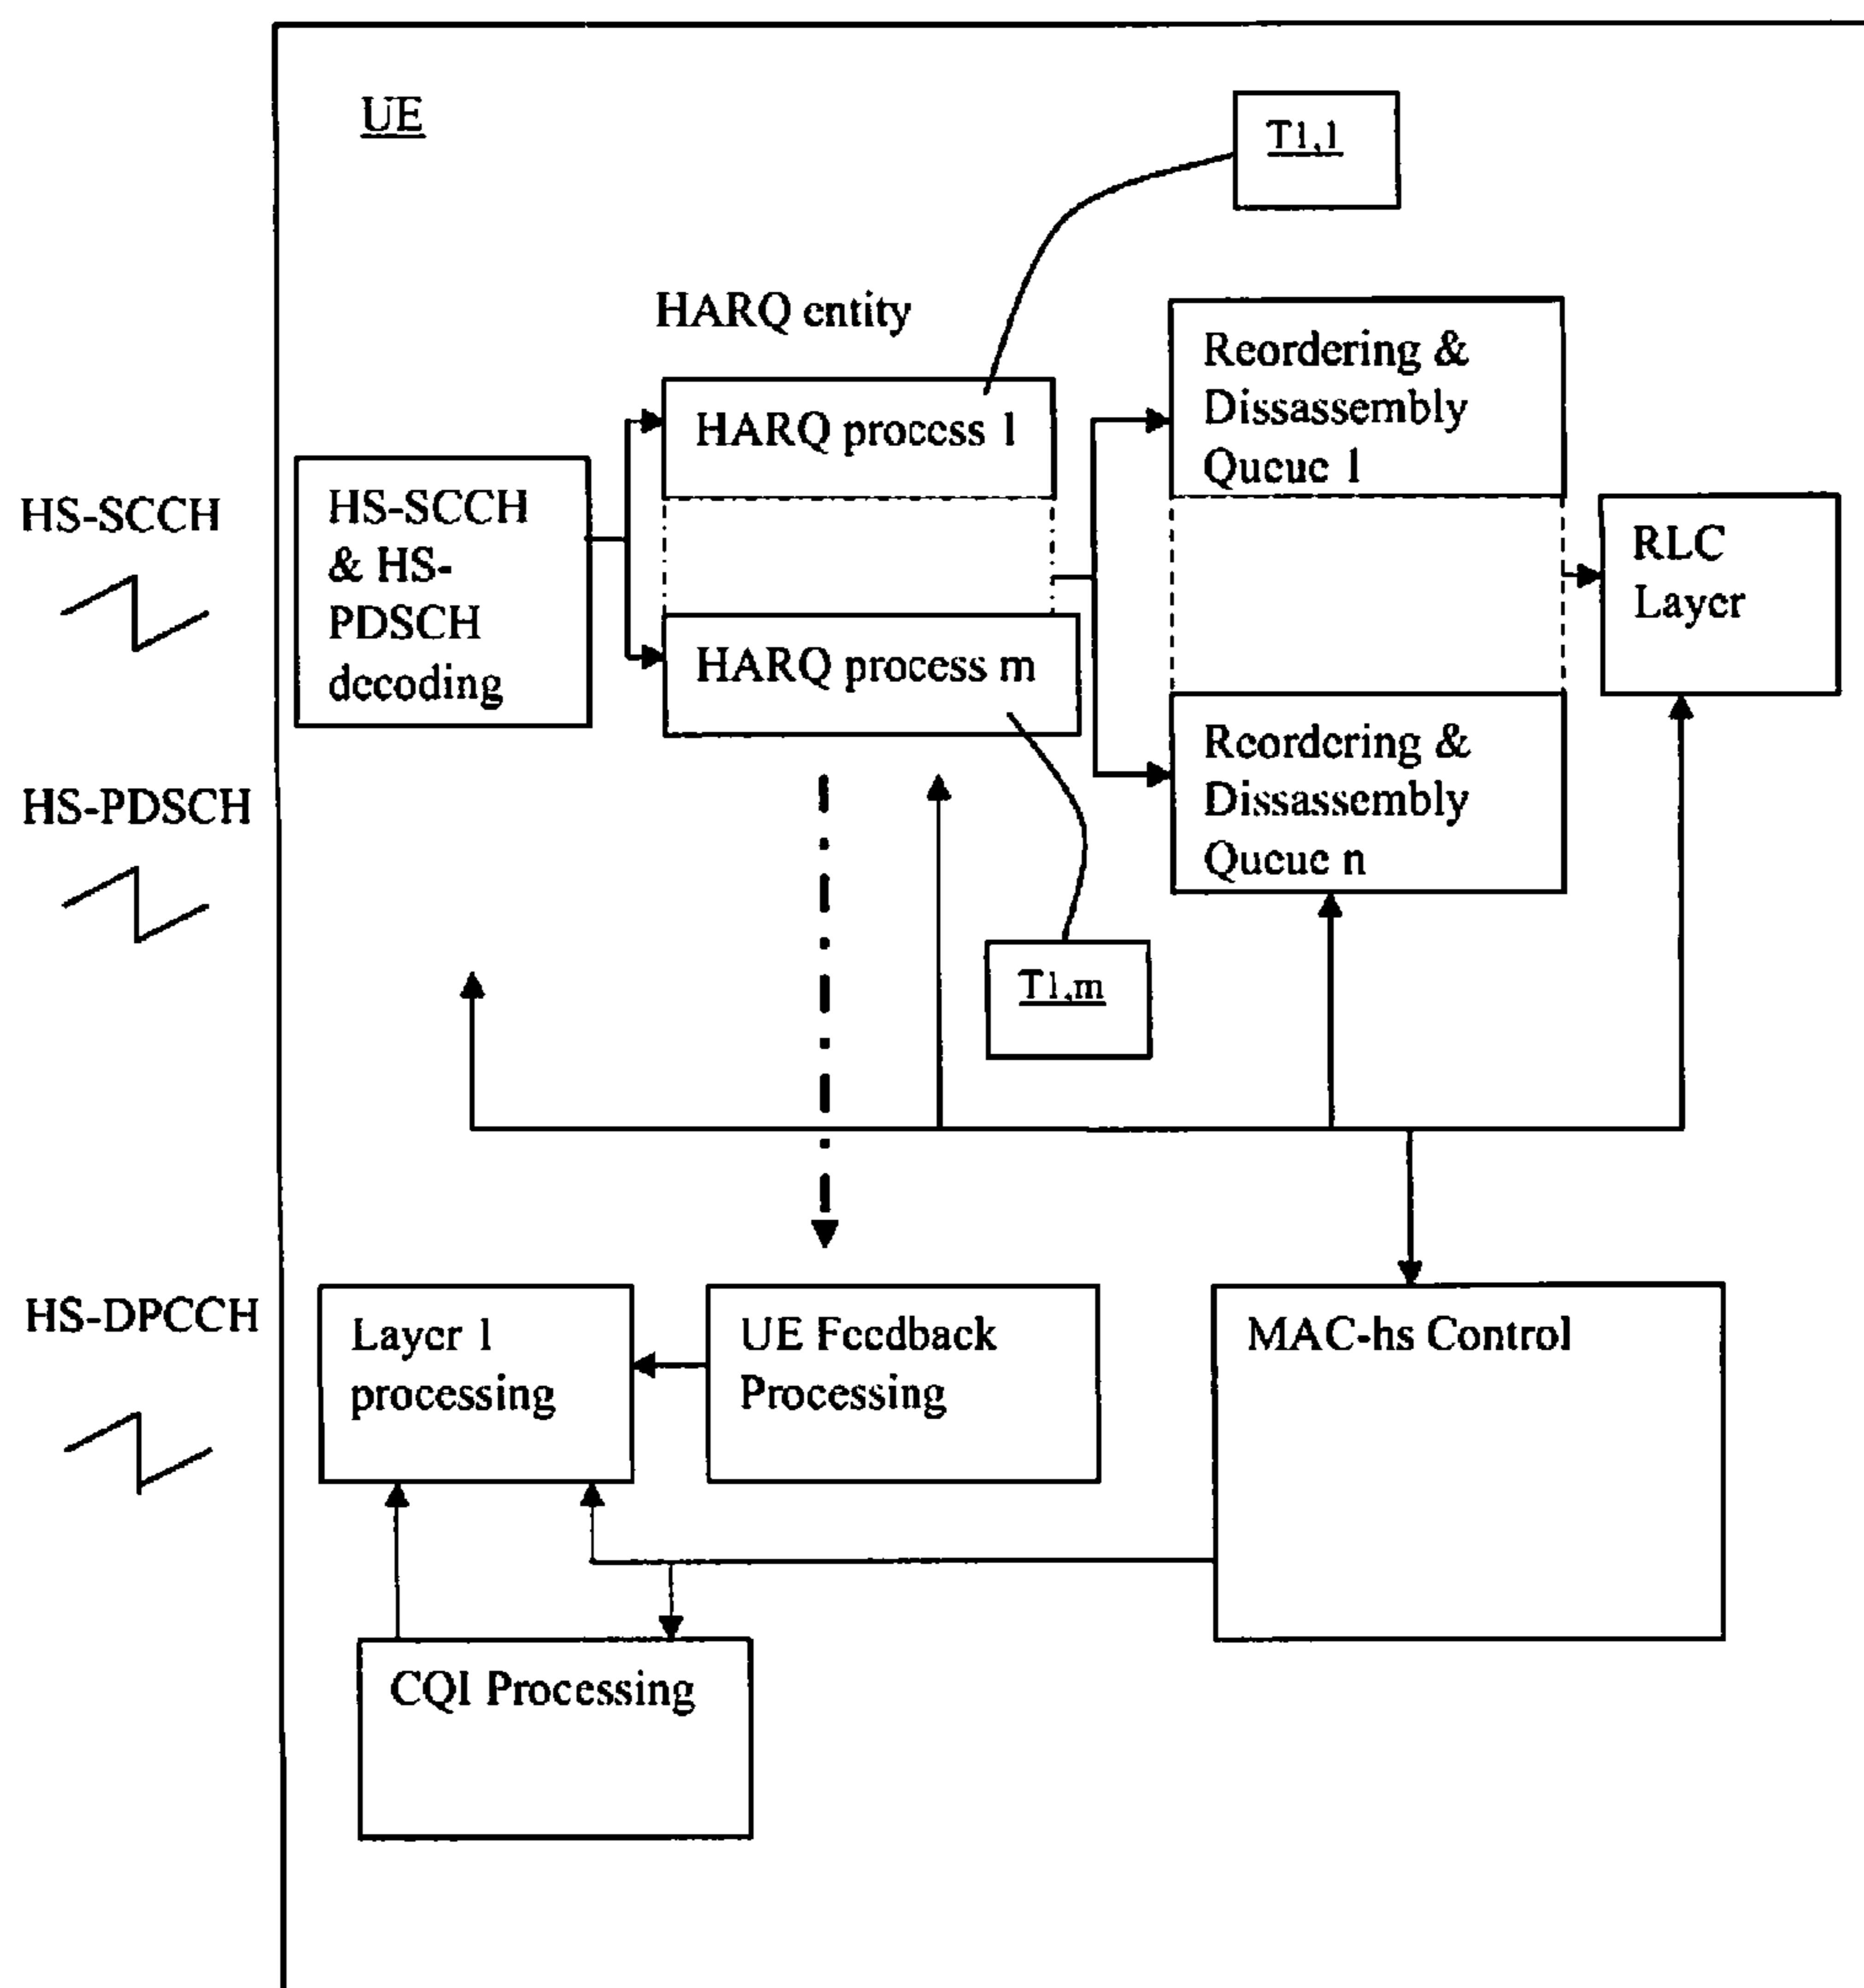 UE
T1,1
HARQ entity
Reordering &
Dissassembly
Queue 1
HARQ process 1
HS-SCCH
HS-SCCH
& HS-
PDSCH
decoding
RLC
Layer
HARQ process m
Reordering &
Dissassembly
Queue n
HS-PDSCH
T1,m
HS-DPCCH
Layer 1
processing
UE Feedback
Processing
MAC-hs Control
CQI Processing